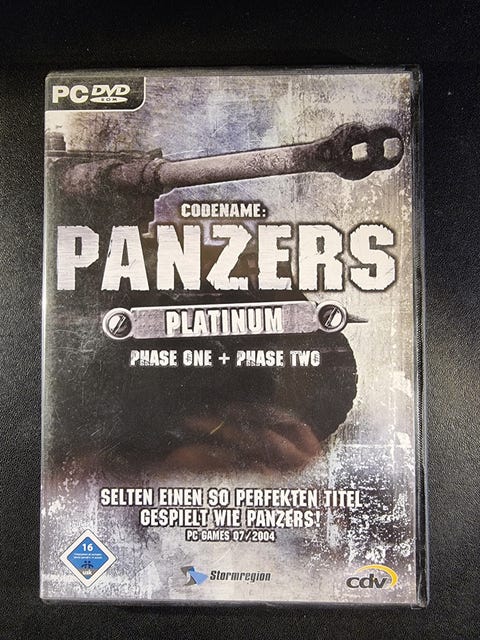 PC DVD
ROM
CODENAME:
PANZERS
PLATINUM
PHASE ONE + PHASE TWO
SELTEN EINEN SO PERFEKTEN TITEL
GESPIELT WIE PANZERS!
PC GAMES 07/2004
16
usk
Stormregion
cdv